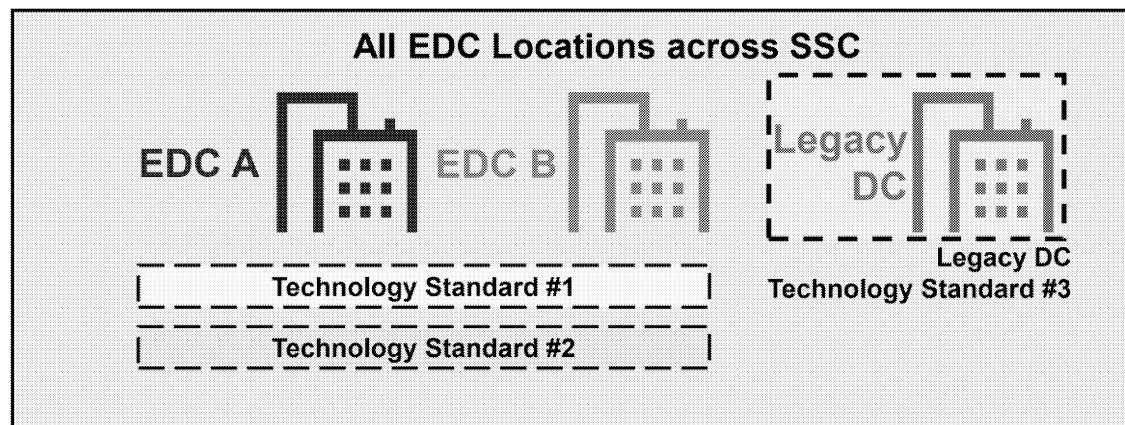 All EDC Locations across SSC
EDC A
EDC B
Legacy
DC
Legacy DC
Technology Standard #3
Technology Standard #1
Technology Standard #2